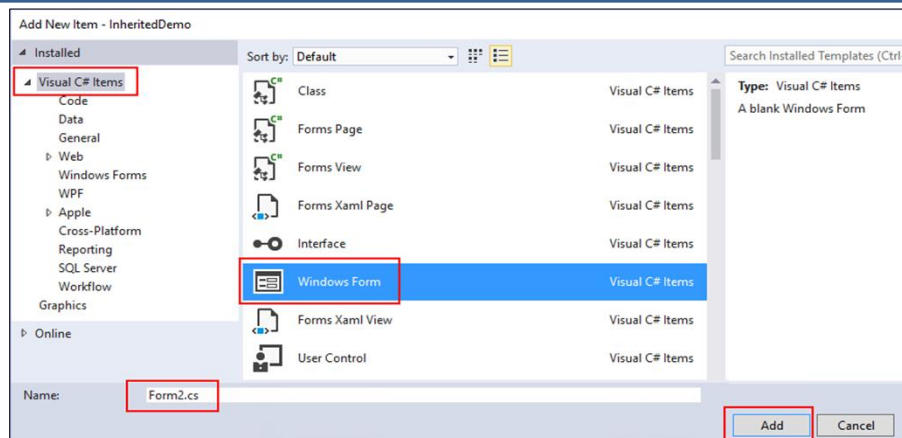 Add New Item - InheritedDemo
Installed
Sort by: Default
Search Installed Templates (Ctrl-
Visual C# Items
Code
Data
General
Web
Windows Forms
WPF
Apple
Cross-Platform
Reporting
SQL Server
Workflow
Graphics
Online
Class Visual C# Items
Forms Page Visual C# Items
Forms View Visual C# Items
Forms Xaml Page Visual C# Items
Interface Visual C# Items
Windows Form Visual C# Items
Forms Xaml View Visual C# Items
User Control Visual C# Items
Type: Visual C# Items
A blank Windows Form
Name: Form2.cs
Add Cancel